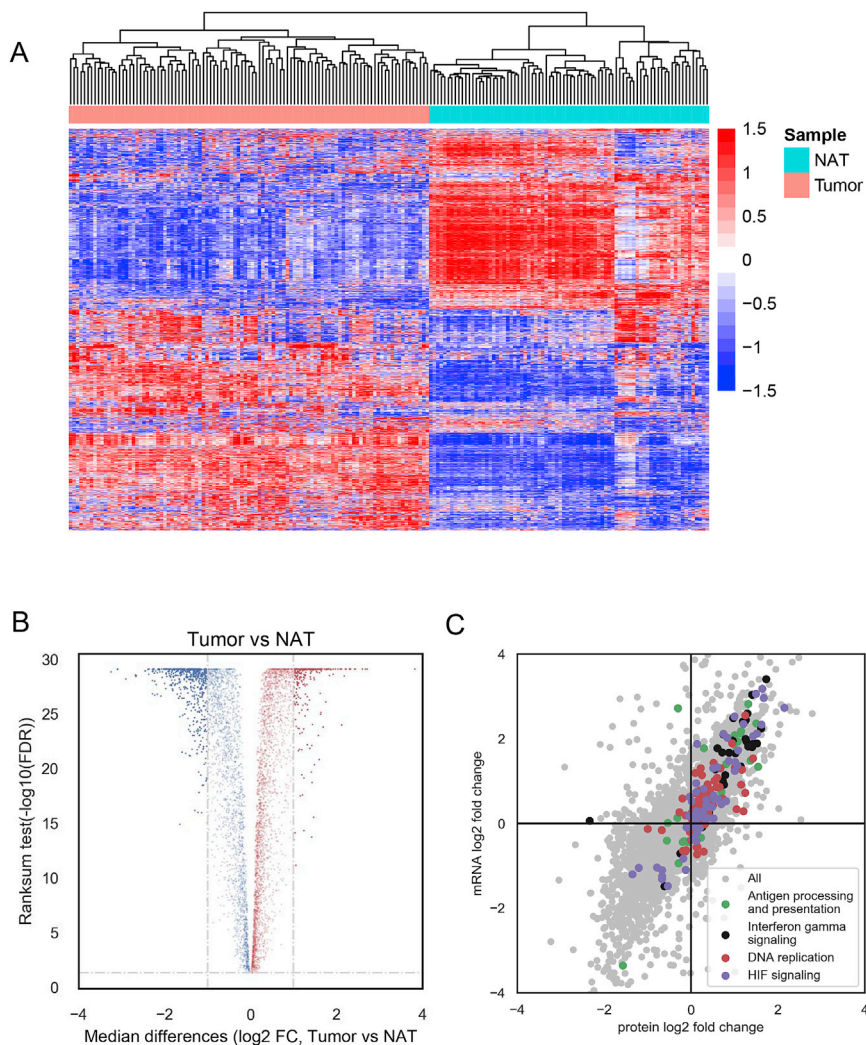 A
1.5
1
0.5
0
−0.5
−1
−1.5
Sample
NAT
Tumor
B
Tumor vs NAT
Ranksum test(-log10(FDR))
30
25
20
15
10
5
0
−4
−2
0
2
4
Median differences (log2 FC, Tumor vs NAT
C
mRNA log2 fold change
4
2
0
−2
−4
All
Antigen processing
and presentation
Interferon gamma
signaling
DNA replication
HIF signaling
−4
−2
0
2
4
protein log2 fold change